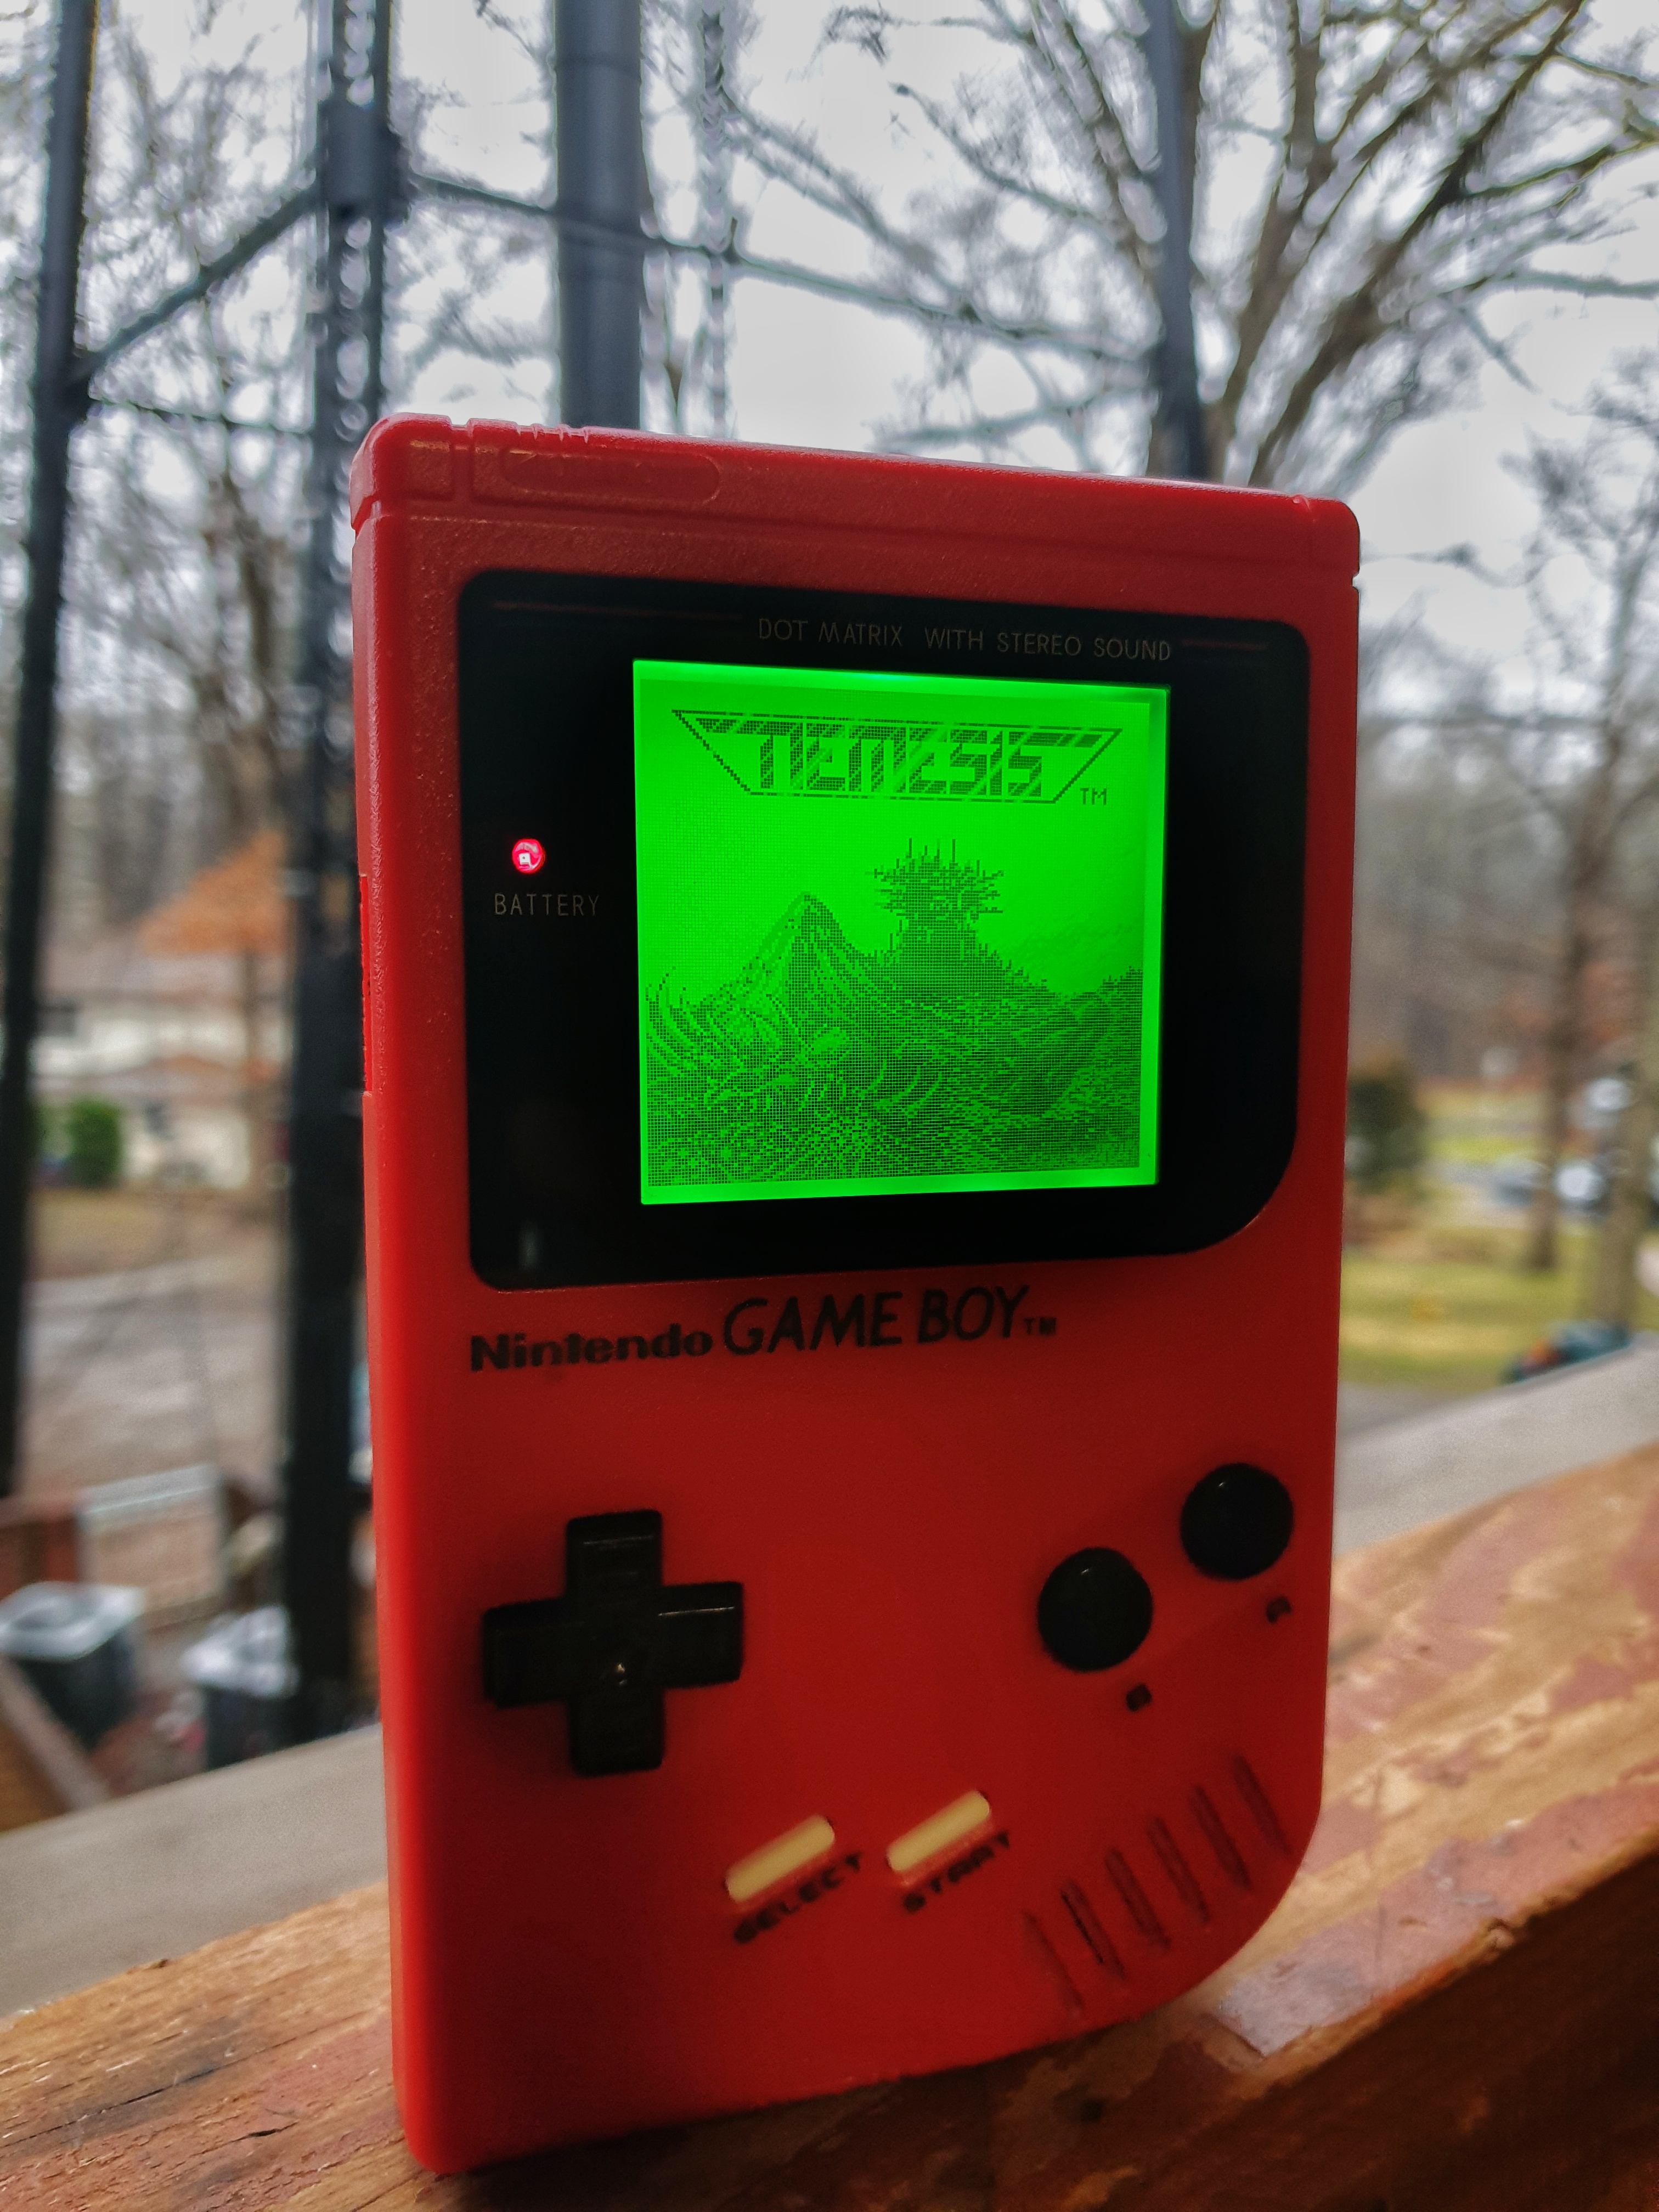 DOT MATRIX WITH STEREO SOUND
NEMESIS
TM
BATTERY
Nintendo GAME BOY TM
A
B
SELECT
START